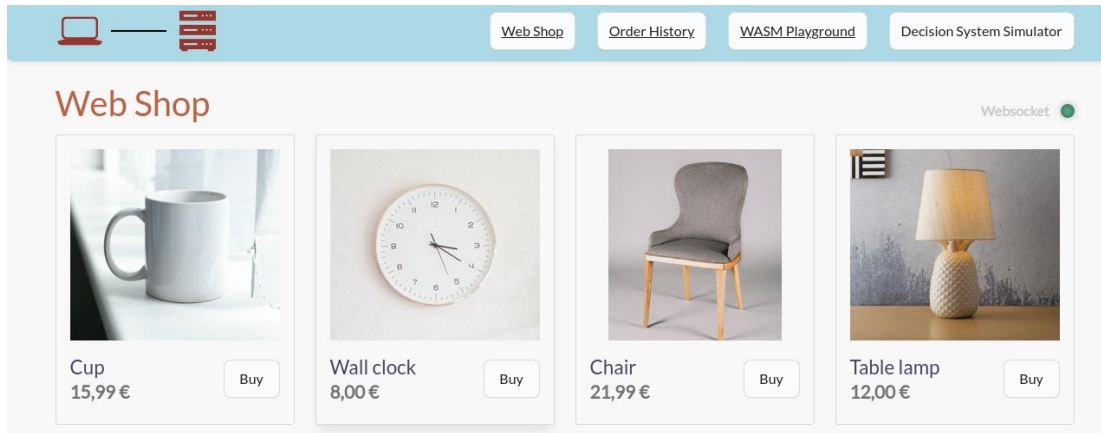 Web Shop Order History WASM Playground Decision System Simulator
Web Shop
Websocket
Cup
15,99 €
Buy
Wall clock
8,00 €
Buy
Chair
21,99 €
Buy
Table lamp
12,00 €
Buy